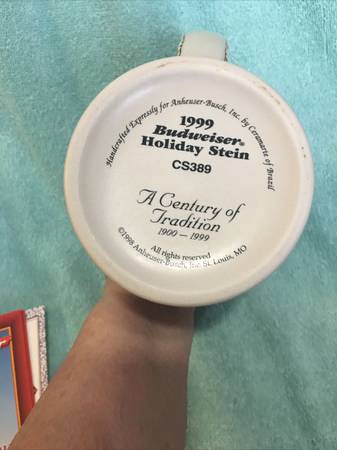 Handcrafted Expressly for Anheuser-Busch, Inc. by Ceramarte of Brazil
1999
Budweiser®
Holiday Stein
CS389
A Century of
Tradition
1900 — 1999
All rights reserved
©1998 Anheuser-Busch, Inc. St. Louis, MO